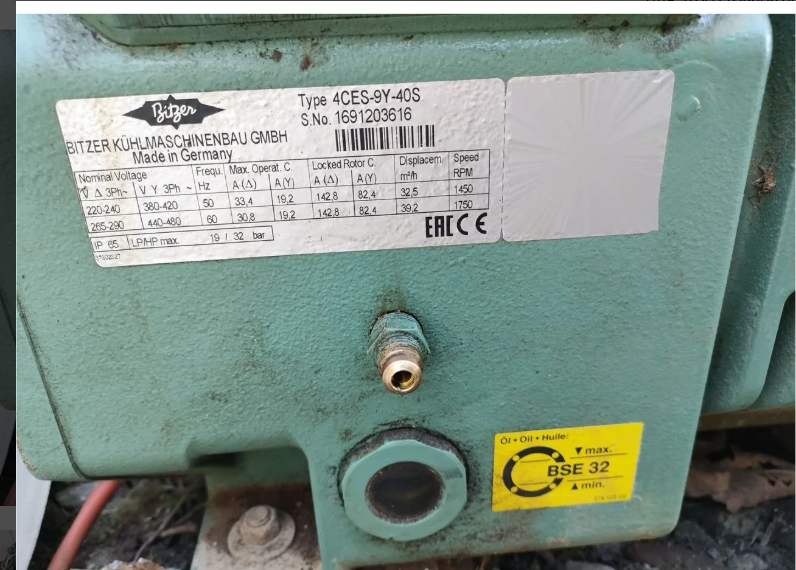 Bitzer
Type 4CES-9Y-40S
S.No. 1691203616
BITZER KÜHLMASCHINENBAU GMBH
Made in Germany
Nominal Voltage Frequ. Max. Operat. C. Locked Rotor C. Displacem. Speed
V Δ 3Ph~ V Y 3Ph ~ Hz A (Δ) A(Y) A (Δ) A(Y) m³/h RPM
220-240 380-420 50 33,4 19,2 142,8 82,4 32,5 1450
265-290 440-480 60 30,8 19,2 142,8 82,4 39,2 1750
IP 65 LP/HP max. 19 / 32 bar
EAC CE
Öl • Oil • Huile:
▼ max.
BSE 32
▲ min.